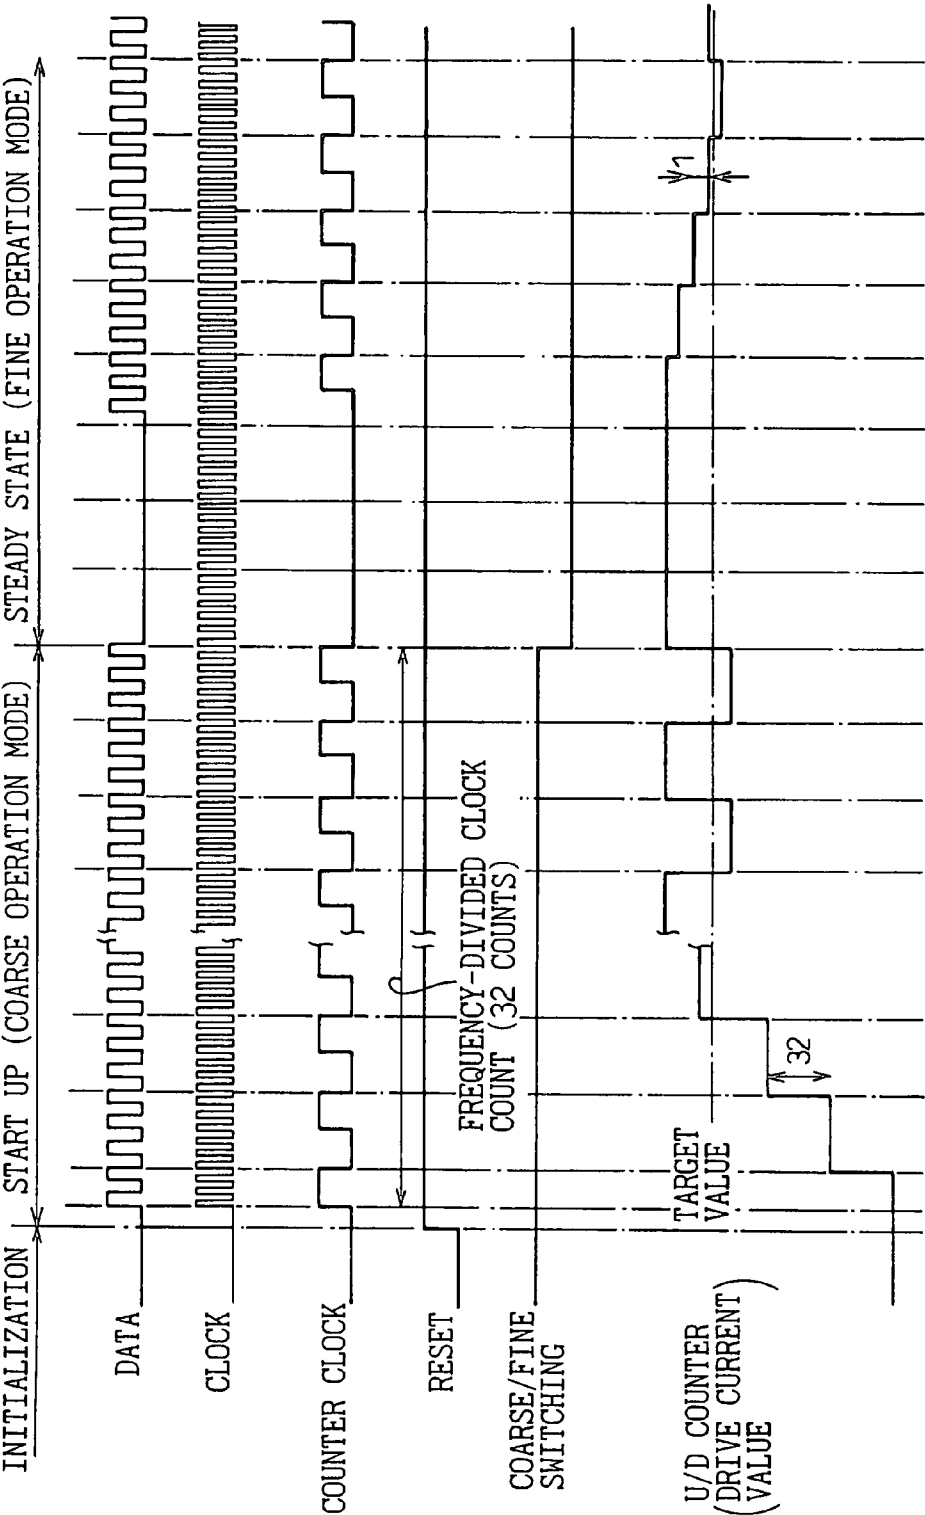 INITIALIZATION
START UP (COARSE OPERATION MODE)
STEADY STATE (FINE OPERATION MODE)
DATA
CLOCK
COUNTER CLOCK
RESET
FREQUENCY-DIVIDED CLOCK
COUNT (32 COUNTS)
COARSE/FINE
SWITCHING
TARGET
VALUE
32
1
U/D COUNTER
(DRIVE CURRENT)
VALUE